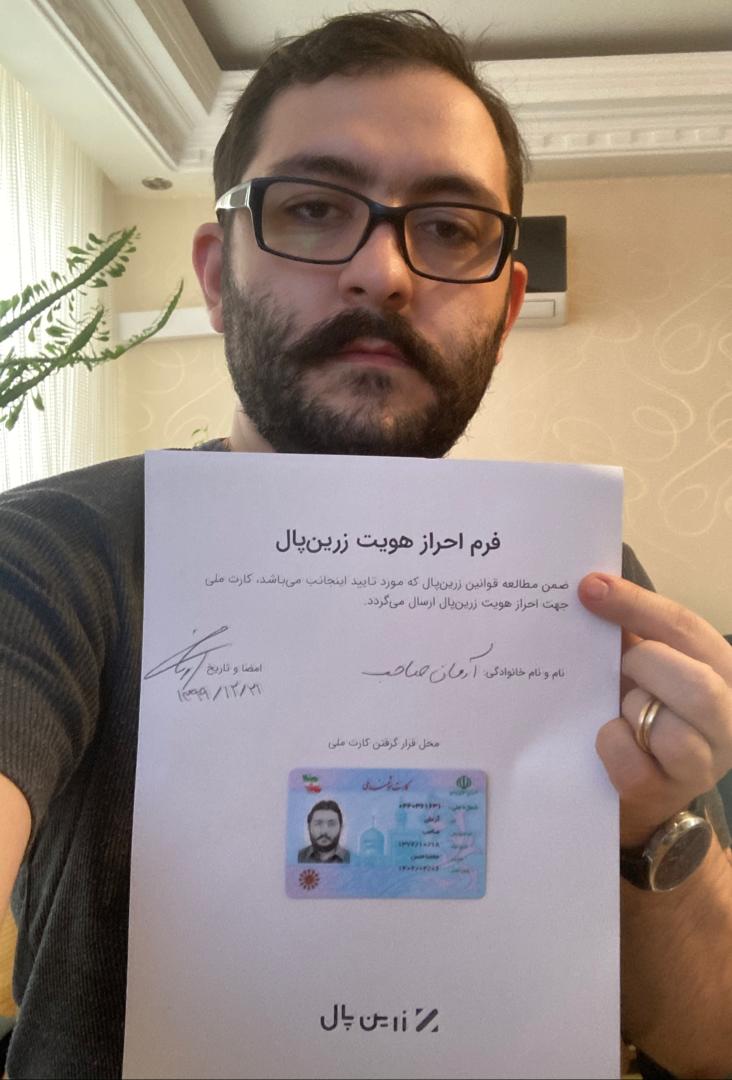 فرم احراز هویت زرین‌پال
ضمن مطالعه قوانین زرین‌پال که مورد تایید اینجانب می‌باشد، کارت ملی
جهت احراز هویت زرین‌پال ارسال می‌گردد.
نام و نام خانوادگی: آرمان صاحب
امضا و تاریخ
۱۳۹۹/۱۲/۲۱
محل قرار گرفتن کارت ملی
کارت هوشمند ملی
صاحب
زرین پال